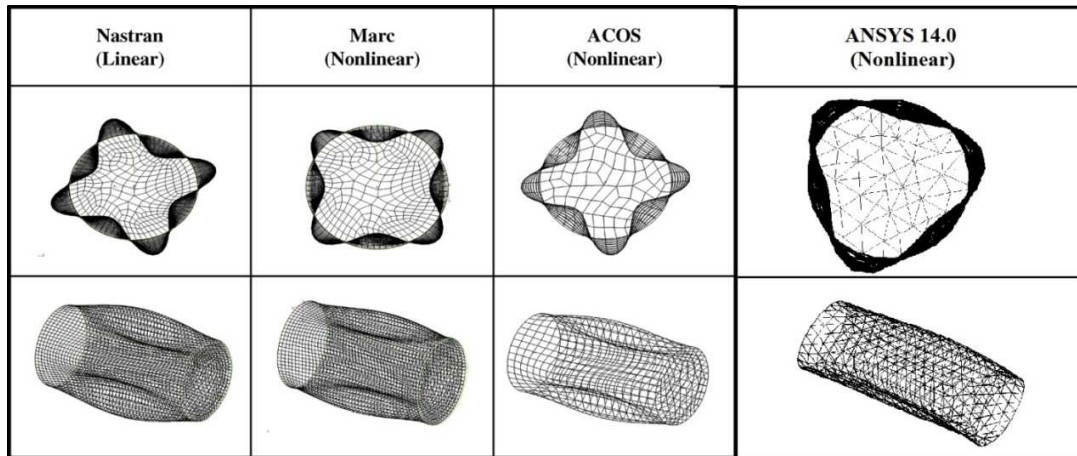 Nastran
(Linear)
Marc
(Nonlinear)
ACOS
(Nonlinear)
ANSYS 14.0
(Nonlinear)